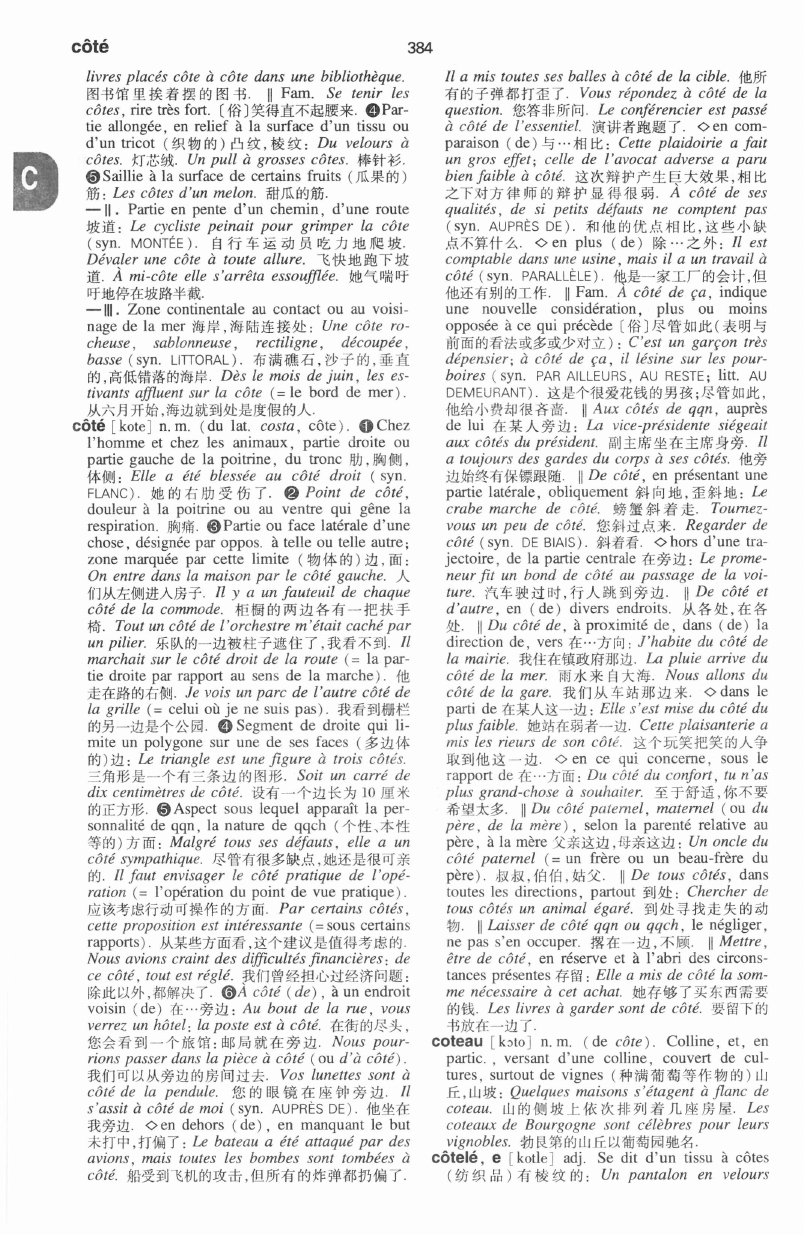 côté
384
C
livres placés côte à côte dans une bibliothèque.
图书馆里挨着摆的图书. ‖ Fam. Se tenir les
côtes, rire très fort. 〔俗〕笑得直不起腰来. ❹Par-
tie allongée, en relief à la surface d'un tissu ou
d'un tricot (织物的)凸纹,棱纹: Du velours à
côtes. 灯芯绒. Un pull à grosses côtes. 棒针衫.
❺Saillie à la surface de certains fruits (瓜果的)
筋: Les côtes d'un melon. 甜瓜的筋.
—Ⅱ. Partie en pente d'un chemin, d'une route
坡道: Le cycliste peinait pour grimper la côte
(syn. MONTÉE). 自行车运动员吃力地爬坡.
Dévaler une côte à toute allure. 飞快地跑下坡
道. À mi-côte elle s'arrêta essoufflée. 她气喘吁
吁地停在坡路半截.
—Ⅲ. Zone continentale au contact ou au voisi-
nage de la mer 海岸,海陆连接处: Une côte ro-
cheuse, sablonneuse, rectiligne, découpée,
basse (syn. LITTORAL). 布满礁石,沙子的,垂直
的,高低错落的海岸. Dès le mois de juin, les es-
tivants affluent sur la côte (= le bord de mer).
从六月开始,海边就到处是度假的人.
côté [kote] n. m. (du lat. costa, côte). ❶Chez
l'homme et chez les animaux, partie droite ou
partie gauche de la poitrine, du tronc 肋,胸侧,
体侧: Elle a été blessée au côté droit (syn.
FLANC). 她的右肋受伤了. ❷ Point de côté,
douleur à la poitrine ou au ventre qui gêne la
respiration. 胸痛. ❸Partie ou face latérale d'une
chose, désignée par oppos. à telle ou telle autre;
zone marquée par cette limite (物体的)边,面:
On entre dans la maison par le côté gauche. 人
们从左侧进入房子. Il y a un fauteuil de chaque
côté de la commode. 柜橱的两边各有一把扶手
椅. Tout un côté de l'orchestre m'était caché par
un pilier. 乐队的一边被柱子遮住了,我看不到. Il
marchait sur le côté droit de la route (= la par-
tie droite par rapport au sens de la marche). 他
走在路的右侧. Je vois un parc de l'autre côté de
la grille (= celui où je ne suis pas). 我看到栅栏
的另一边是个公园. ❹Segment de droite qui li-
mite un polygone sur une de ses faces (多边体
的)边: Le triangle est une figure à trois côtés.
三角形是一个有三条边的图形. Soit un carré de
dix centimètres de côté. 设有一个边长为 10 厘米
的正方形. ❺Aspect sous lequel apparaît la per-
sonnalité de qqn, la nature de qqch (个性、本性
等的)方面: Malgré tous ses défauts, elle a un
côté sympathique. 尽管有很多缺点,她还是很可亲
的. Il faut envisager le côté pratique de l'opé-
ration (= l'opération du point de vue pratique).
应该考虑行动可操作的方面. Par certains côtés,
cette proposition est intéressante (=sous certains
rapports). 从某些方面看,这个建议是值得考虑的.
Nous avions craint des difficultés financières: de
ce côté, tout est réglé. 我们曾经担心过经济问题:
除此以外,都解决了. ❻À côté (de), à un endroit
voisin (de) 在…旁边: Au bout de la rue, vous
verrez un hôtel: la poste est à côté. 在街的尽头,
您会看到一个旅馆:邮局就在旁边. Nous pour-
rions passer dans la pièce à côté (ou d'à côté).
我们可以从旁边的房间过去. Vos lunettes sont à
côté de la pendule. 您的眼镜在座钟旁边. Il
s'assit à côté de moi (syn. AUPRÈS DE). 他坐在
我旁边. ◇en dehors (de), en manquant le but
未打中,打偏了: Le bateau a été attaqué par des
avions, mais toutes les bombes sont tombées à
côté. 船受到飞机的攻击,但所有的炸弹都扔偏了.
Il a mis toutes ses balles à côté de la cible. 他所
有的子弹都打歪了. Vous répondez à côté de la
question. 您答非所问. Le conférencier est passé
à côté de l'essentiel. 演讲者跑题了. ◇en com-
paraison (de) 与…相比: Cette plaidoirie a fait
un gros effet; celle de l'avocat adverse a paru
bien faible à côté. 这次辩护产生巨大效果,相比
之下对方律师的辩护显得很弱. À côté de ses
qualités, de si petits défauts ne comptent pas
(syn. AUPRÈS DE). 和他的优点相比,这些小缺
点不算什么. ◇en plus (de) 除…之外: Il est
comptable dans une usine, mais il a un travail à
côté (syn. PARALLÈLE). 他是一家工厂的会计,但
他还有别的工作. ‖ Fam. À côté de ça, indique
une nouvelle considération, plus ou moins
opposée à ce qui précède 〔俗〕尽管如此(表明与
前面的看法或多或少对立): C'est un garçon très
dépensier; à côté de ça, il lésine sur les pour-
boires (syn. PAR AILLEURS, AU RESTE; litt. AU
DEMEURANT). 这是个很爱花钱的男孩;尽管如此,
他给小费却很吝啬. ‖ Aux côtés de qqn, auprès
de lui 在某人旁边: La vice-présidente siégeait
aux côtés du président. 副主席坐在主席身旁. Il
a toujours des gardes du corps à ses côtés. 他旁
边始终有保镖跟随. ‖ De côté, en présentant une
partie latérale, obliquement 斜向地,歪斜地: Le
crabe marche de côté. 螃蟹斜着走. Tournez-
vous un peu de côté. 您斜过点来. Regarder de
côté (syn. DE BIAIS). 斜着看. ◇hors d'une tra-
jectoire, de la partie centrale 在旁边: Le prome-
neur fit un bond de côté au passage de la voi-
ture. 汽车驶过时,行人跳到旁边. ‖ De côté et
d'autre, en (de) divers endroits. 从各处,在各
处. ‖ Du côté de, à proximité de, dans (de) la
direction de, vers 在…方向: J'habite du côté de
la mairie. 我住在镇政府那边. La pluie arrive du
côté de la mer. 雨水来自大海. Nous allons du
côté de la gare. 我们从车站那边来. ◇dans le
parti de 在某人这一边: Elle s'est mise du côté du
plus faible. 她站在弱者一边. Cette plaisanterie a
mis les rieurs de son côté. 这个玩笑把笑的人争
取到他这一边. ◇en ce qui concerne, sous le
rapport de 在…方面: Du côté du confort, tu n'as
plus grand-chose à souhaiter. 至于舒适,你不要
希望太多. ‖ Du côté paternel, maternel (ou du
père, de la mère), selon la parenté relative au
père, à la mère 父亲这边,母亲这边: Un oncle du
côté paternel (= un frère ou un beau-frère du
père). 叔叔,伯伯,姑父. ‖ De tous côtés, dans
toutes les directions, partout 到处: Chercher de
tous côtés un animal égaré. 到处寻找走失的动
物. ‖ Laisser de côté qqn ou qqch, le négliger,
ne pas s'en occuper. 撂在一边,不顾. ‖ Mettre,
être de côté, en réserve et à l'abri des circons-
tances présentes 存留: Elle a mis de côté la som-
me nécessaire à cet achat. 她存够了买东西需要
的钱. Les livres à garder sont de côté. 要留下的
书放在一边了.
coteau [kɔto] n. m. (de côte). Colline, et, en
partic., versant d'une colline, couvert de cul-
tures, surtout de vignes (种满葡萄等作物的)山
丘,山坡: Quelques maisons s'étagent à flanc de
coteau. 山的侧坡上依次排列着几座房屋. Les
coteaux de Bourgogne sont célèbres pour leurs
vignobles. 勃艮第的山丘以葡萄园驰名.
côtelé, e [kotle] adj. Se dit d'un tissu à côtes
(纺织品)有棱纹的: Un pantalon en velours